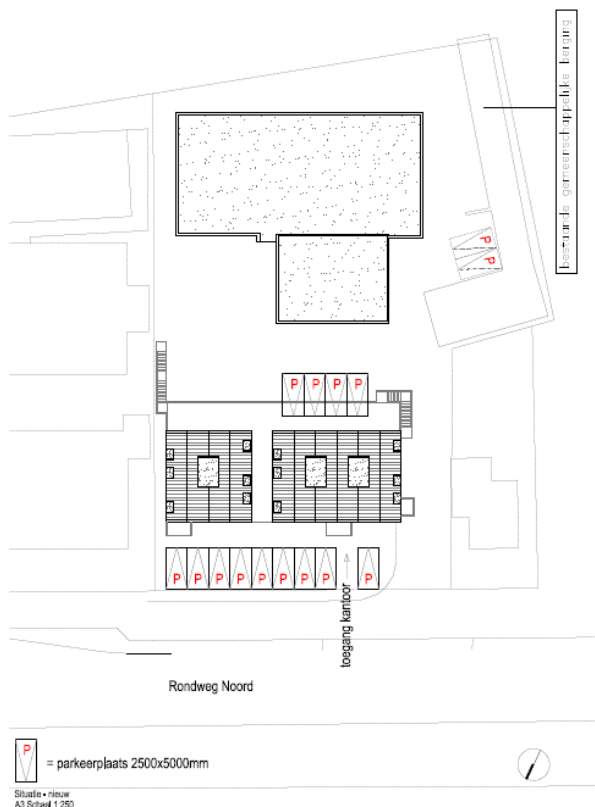 bestaande gemeenschappelijke berging
P
P
P P P P
P P P P P P P P P
toegang kantoor
Rondweg Noord
P
= parkeerplaats 2500x5000mm
Situatie - nieuw
A3 Schaal 1:250